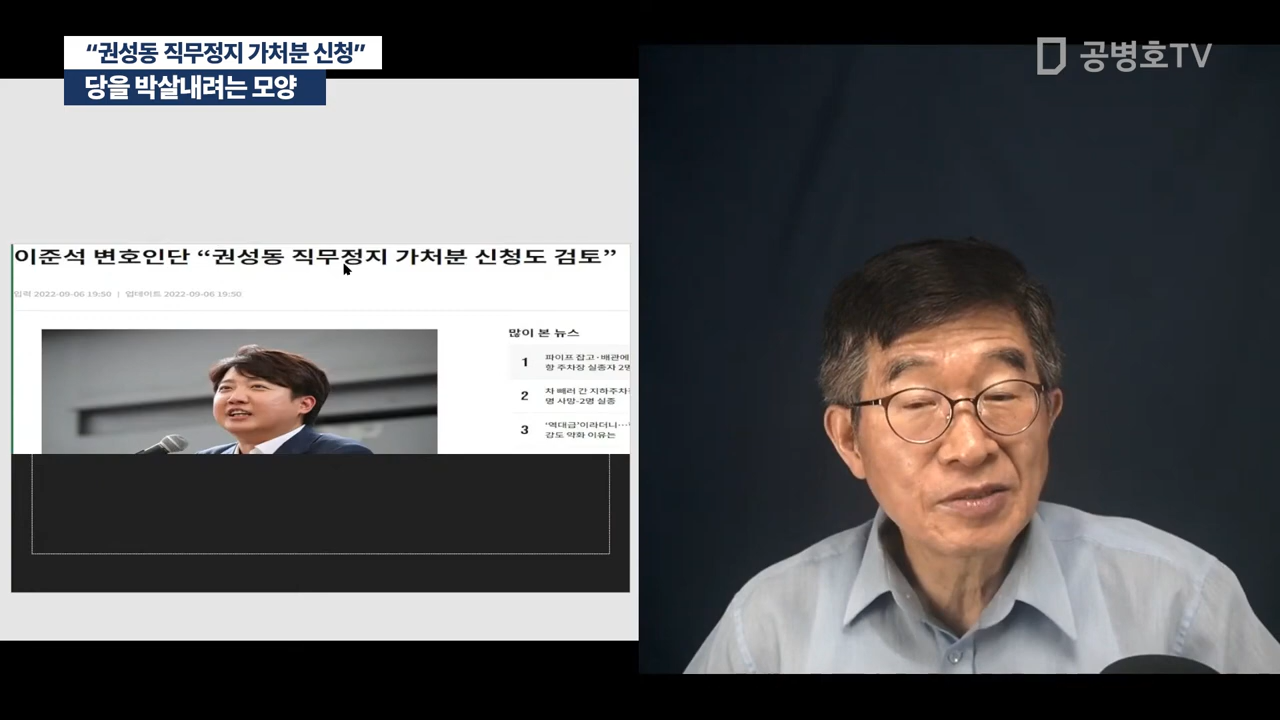 “권성동 직무정지 가처분 신청”
당을 박살내려는 모양
공병호TV
이준석 변호인단 “권성동 직무정지 가처분 신청도 검토”
입력 2022-09-06 19:50 | 업데이트 2022-09-06 19:50
많이 본 뉴스
1 파이프 잡고·배관에
항 주차장 실종자 2명
2 차 빼러 간 지하주차
명 사망-2명 실종
3 ‘역대급’이라더니…
강도 약화 이유는